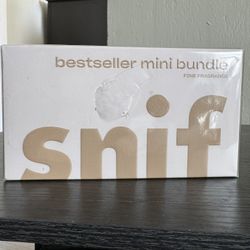 bestseller mini bundle
FINE FRAGRANCE
snif